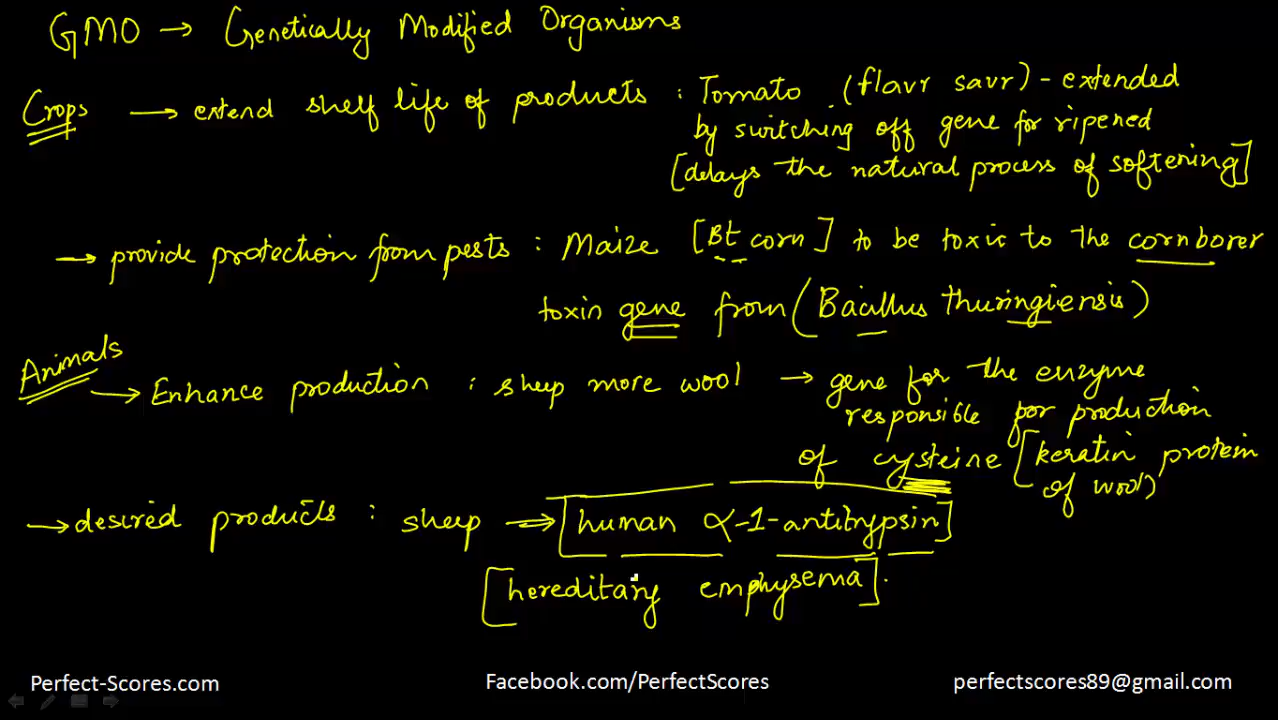 GMO → Genetically Modified Organisms
Crops → extend shelf life of products : Tomato (flavr savr) - extended
by switching off gene for ripened
[delays the natural process of softening]
→ provide protection from pests : Maize [Bt corn] to be toxic to the cornborer
toxin gene from (Bacillus thuringiensis)
Animals
→ Enhance production : sheep more wool → gene for the enzyme
responsible for production
of cysteine [keratin protein
of wool]
→ desired products : sheep → [human α-1-antitrypsin]
[hereditary emphysema]
Perfect-Scores.com Facebook.com/PerfectScores perfectscores89@gmail.com